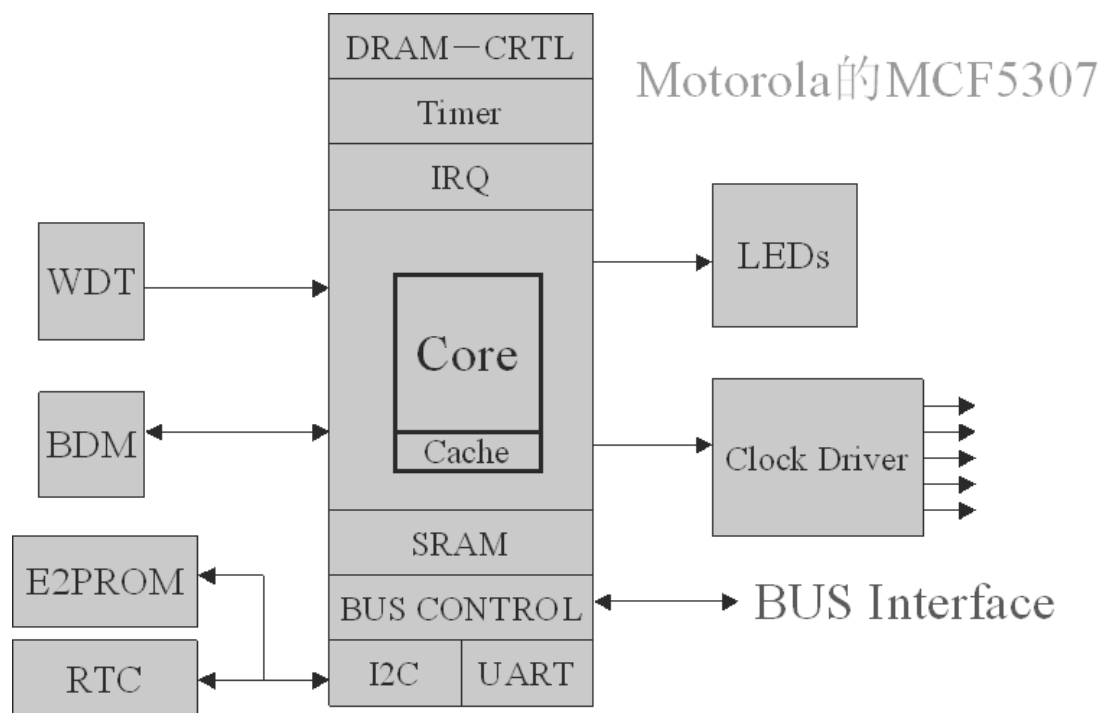 DRAM－CRTL
Motorola的MCF5307
Timer
IRQ
WDT
LEDs
Core
BDM
Cache
Clock Driver
SRAM
E2PROM
BUS CONTROL
BUS Interface
RTC
I2C
UART